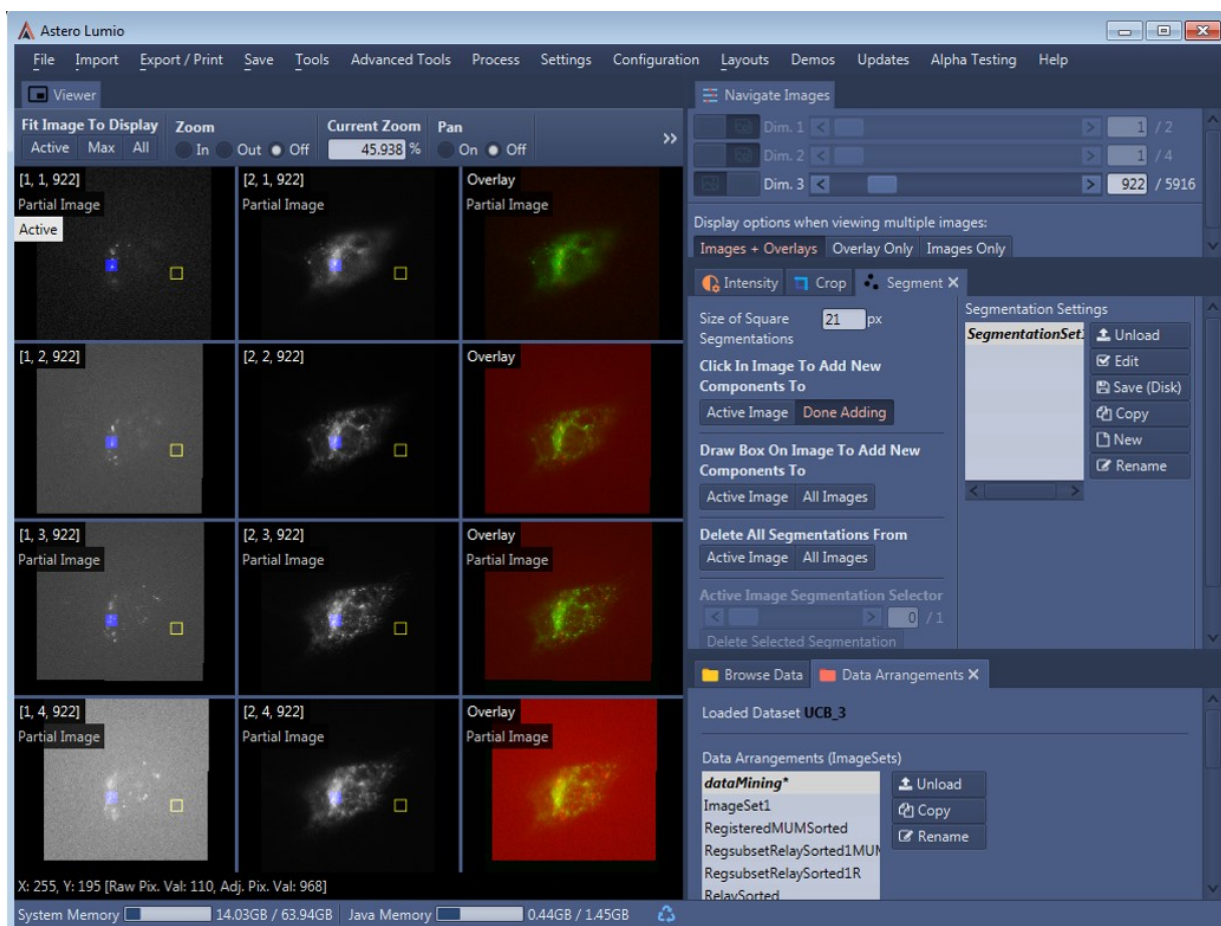 Astero Lumio
File Import Export / Print Save Tools Advanced Tools Process Settings Configuration Layouts Demos Updates Alpha Testing Help
Viewer
Fit Image To Display Zoom Current Zoom Pan
Active Max All In Out Off 45.938 % On Off »
[1, 1, 922] [2, 1, 922] Overlay
Partial Image Partial Image Partial Image
Active
[1, 2, 922] [2, 2, 922] Overlay
[1, 3, 922] [2, 3, 922] Overlay
Partial Image Partial Image Partial Image
[1, 4, 922] [2, 4, 922] Overlay
Partial Image Partial Image Partial Image
X: 255, Y: 195 [Raw Pix. Val: 110, Adj. Pix. Val: 968]
Navigate Images
Dim. 1 < > 1 / 2
Dim. 2 < > 1 / 4
Dim. 3 < > 922 / 5916
Display options when viewing multiple images:
Images + Overlays Overlay Only Images Only
Intensity Crop Segment X
Size of Square 21 px
Segmentations
Click In Image To Add New
Components To
Active Image Done Adding
Draw Box On Image To Add New
Components To
Active Image All Images
Delete All Segmentations From
Active Image All Images
Active Image Segmentation Selector
< > 0 / 1
Delete Selected Segmentation
Segmentation Settings
SegmentationSet1
Unload
Edit
Save (Disk)
Copy
New
Rename
< >
Browse Data Data Arrangements X
Loaded Dataset UCB_3
Data Arrangements (ImageSets)
dataMining*
ImageSet1
RegisteredMUMSorted
RegsubsetRelaySorted1MUM
RegsubsetRelaySorted1R
RelaySorted
Unload
Copy
Rename
System Memory 14.03GB / 63.94GB Java Memory 0.44GB / 1.45GB